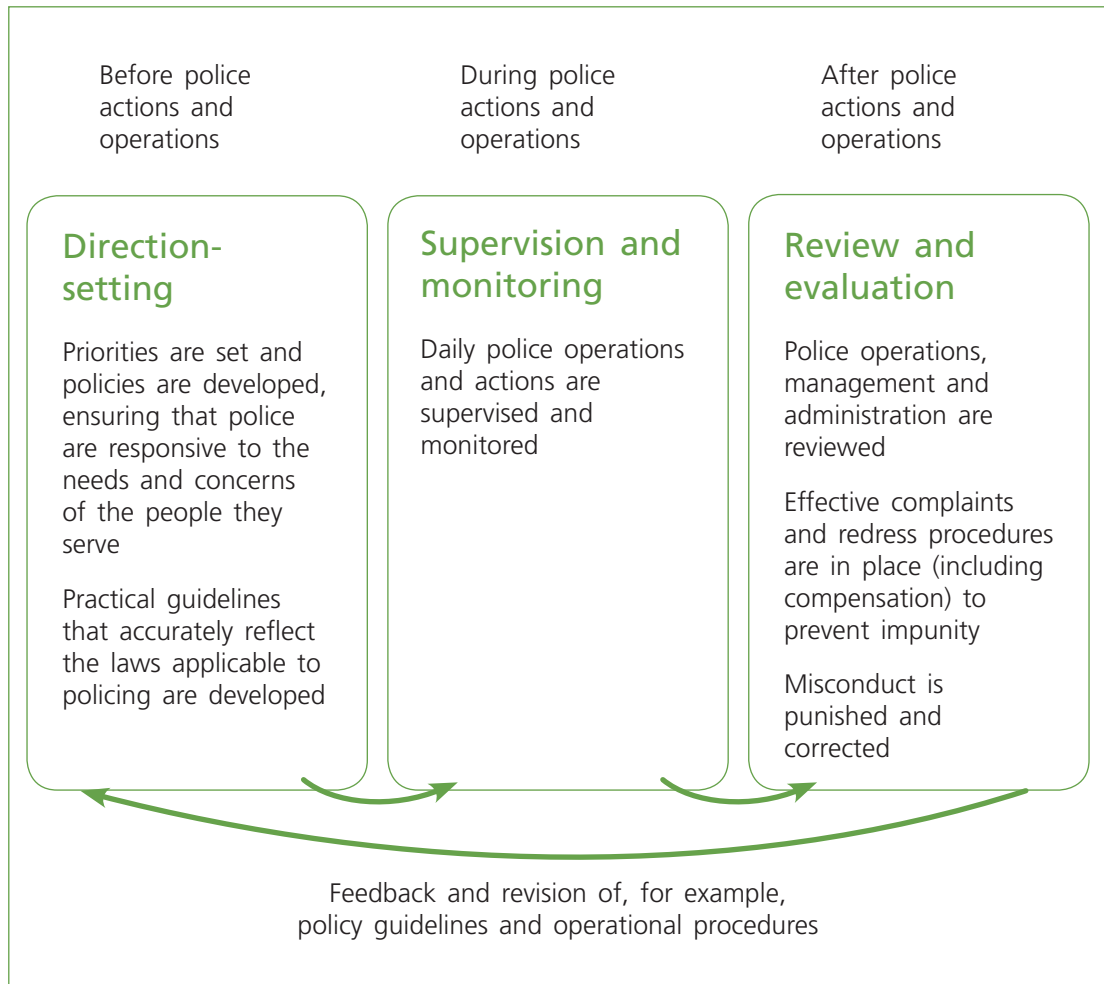 Before police
actions and
operations
During police
actions and
operations
After police
actions and
operations
Direction-
setting
Priorities are set and
policies are developed,
ensuring that police
are responsive to the
needs and concerns
of the people they
serve
Practical guidelines
that accurately reflect
the laws applicable to
policing are developed
Supervision and
monitoring
Daily police operations
and actions are
supervised and
monitored
Review and
evaluation
Police operations,
management and
administration are
reviewed
Effective complaints
and redress procedures
are in place (including
compensation) to
prevent impunity
Misconduct is
punished and
corrected
Feedback and revision of, for example,
policy guidelines and operational procedures